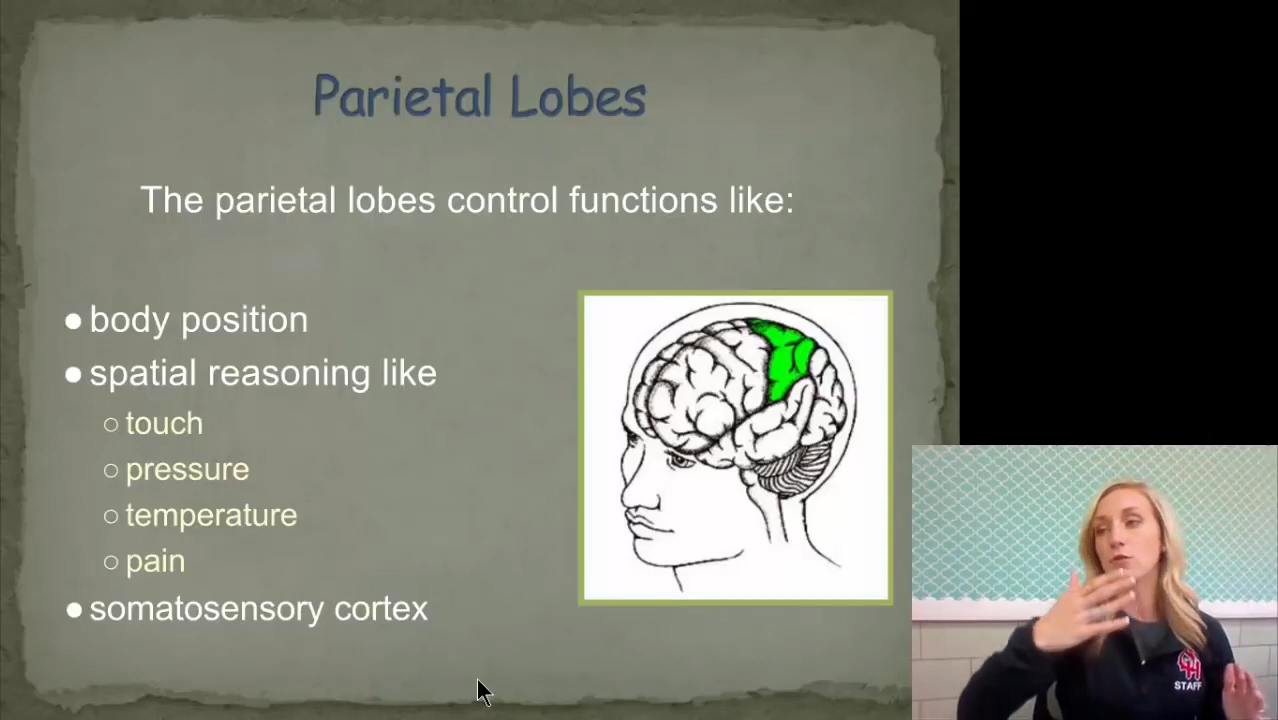 Parietal Lobes
The parietal lobes control functions like:
● body position
● spatial reasoning like
○ touch
○ pressure
○ temperature
○ pain
● somatosensory cortex
GH
STAFF